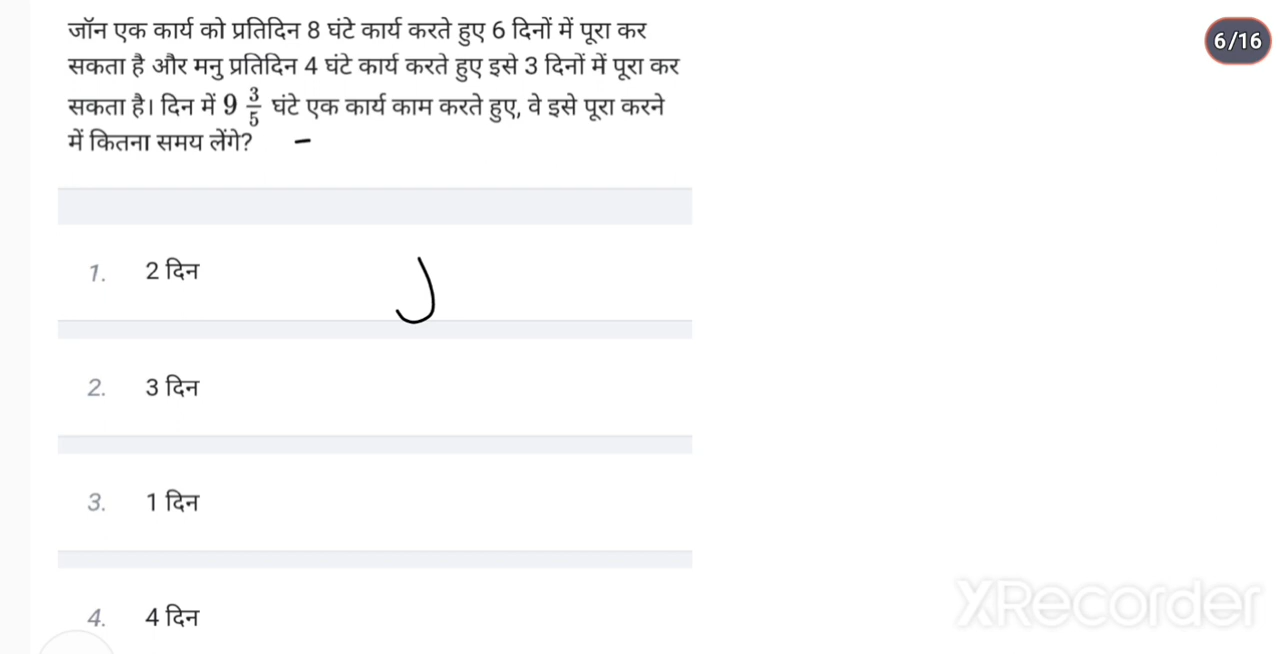 जॉन एक कार्य को प्रतिदिन 8 घंटे कार्य करते हुए 6 दिनों में पूरा कर
6/16
सकता है और मनु प्रतिदिन 4 घंटे कार्य करते हुए इसे 3 दिनों में पूरा कर
सकता है। दिन में 9 3/5 घंटे एक कार्य काम करते हुए, वे इसे पूरा करने
में कितना समय लेंगे?
1. 2 दिन
2. 3 दिन
3. 1 दिन
4. 4 दिन
XRecorder